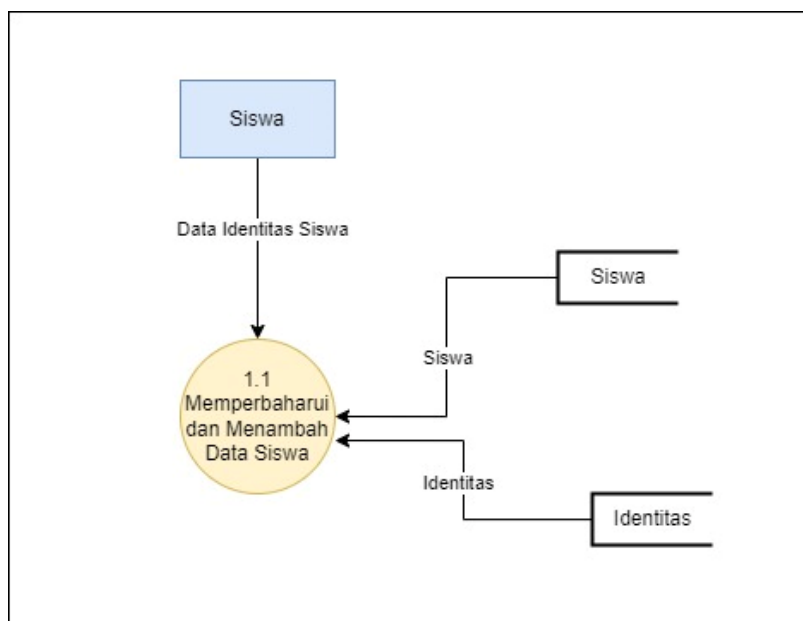 Siswa
Data Identitas Siswa
Siswa
Siswa
1.1
Memperbaharui
dan Menambah
Data Siswa
Identitas
Identitas